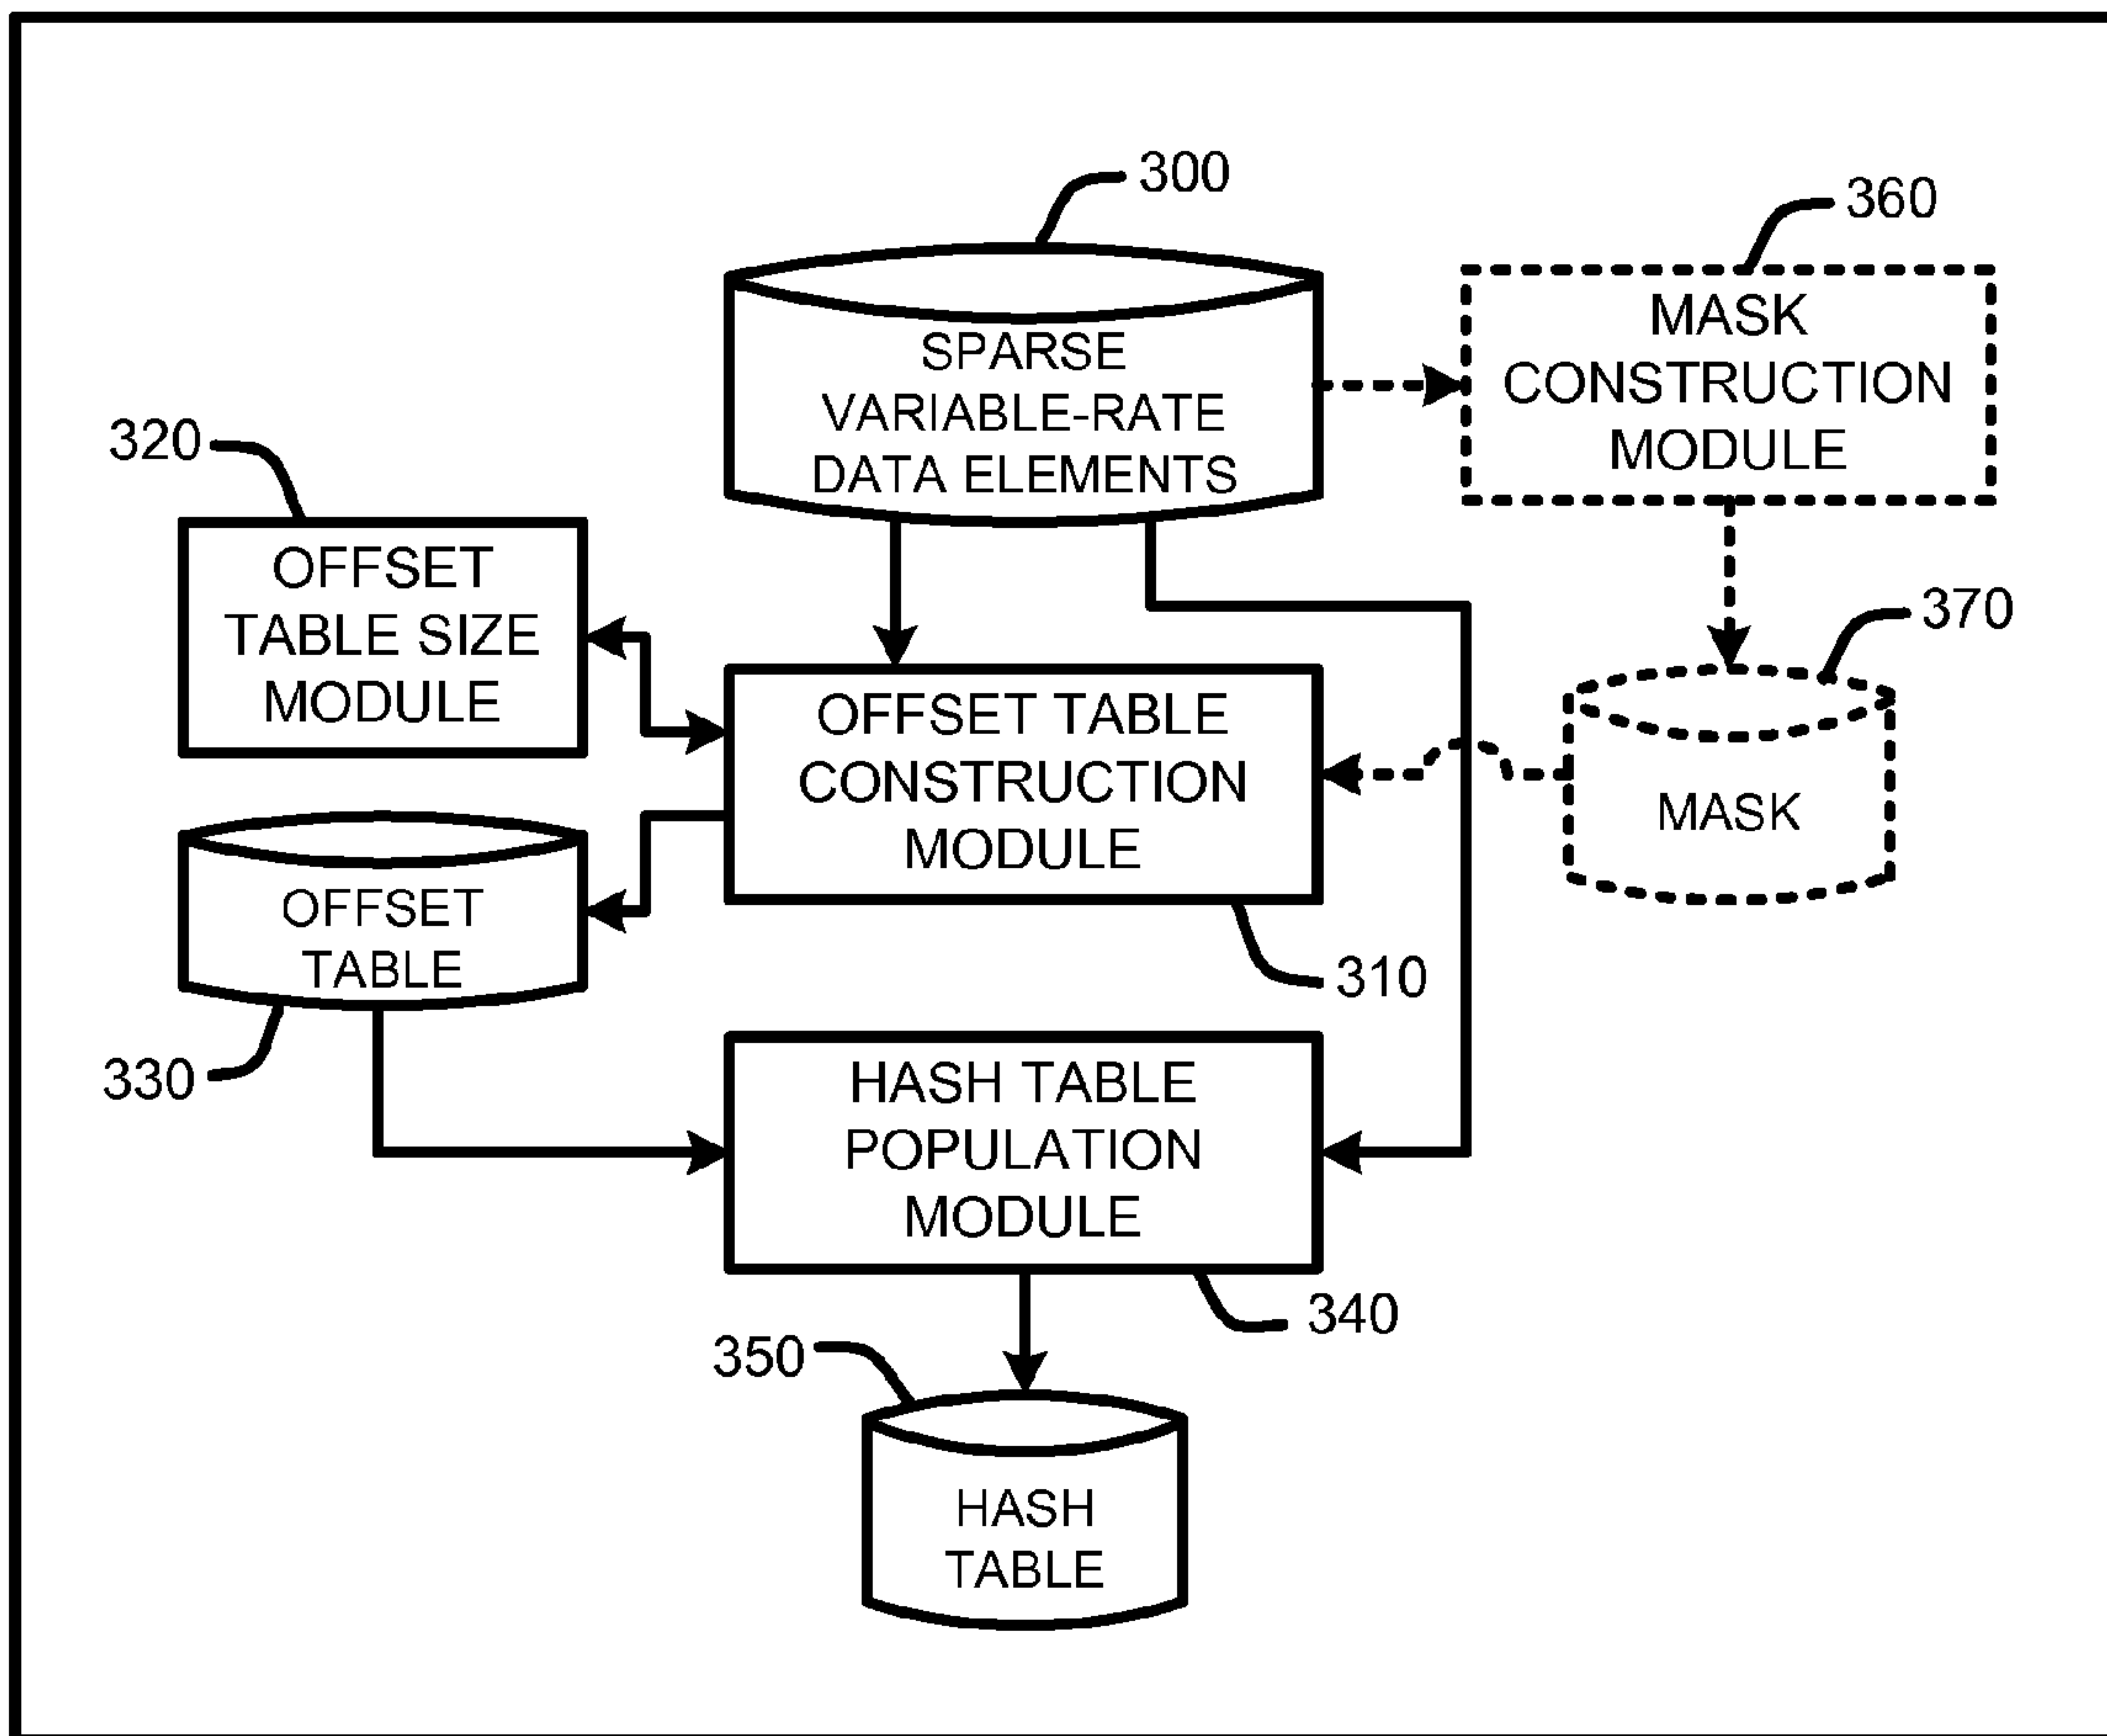 300
360
SPARSE
VARIABLE-RATE
DATA ELEMENTS
MASK
CONSTRUCTION
MODULE
320
OFFSET
TABLE SIZE
MODULE
370
OFFSET TABLE
CONSTRUCTION
MODULE
MASK
OFFSET
TABLE
310
330
HASH TABLE
POPULATION
MODULE
340
350
HASH
TABLE